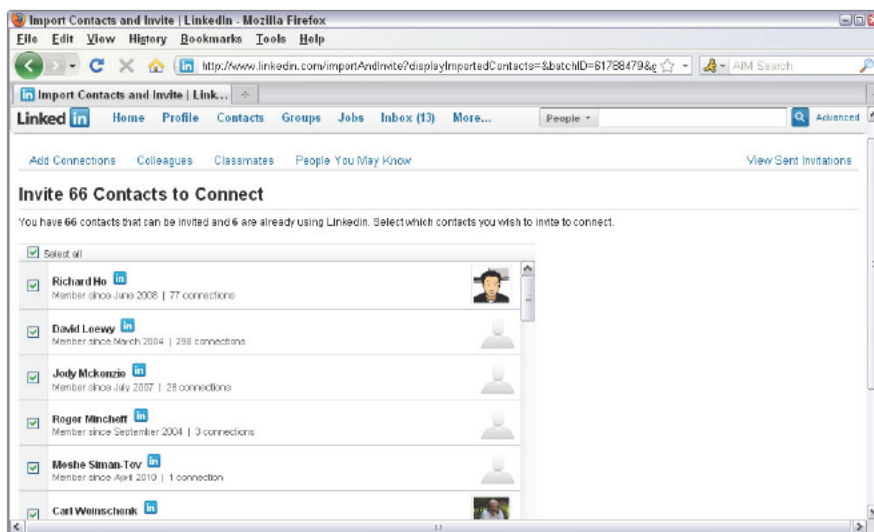 Import Contacts and Invite | LinkedIn - Mozilla Firefox
File Edit View History Bookmarks Tools Help
in http://www.linkedin.com/importAndInvite?displayImportedContacts=&batchID=61788479&g AIM Search
in Import Contacts and Invite | Link...
Linked in Home Profile Contacts Groups Jobs Inbox (13) More... People Advanced
Add Connections Colleagues Classmates People You May Know View Sent Invitations
Invite 66 Contacts to Connect
You have 66 contacts that can be invited and 6 are already using LinkedIn. Select which contacts you wish to invite to connect.
Select all
Richard Ho in
Member since June 2008 | 77 connections
David Loewy in
Member since March 2004 | 298 connections
Jody Mckenzie in
Member since July 2007 | 28 connections
Roger Mincheff in
Member since September 2004 | 3 connections
Moshe Siman-Tov in
Member since April 2010 | 1 connection
Carl Weinschenk in